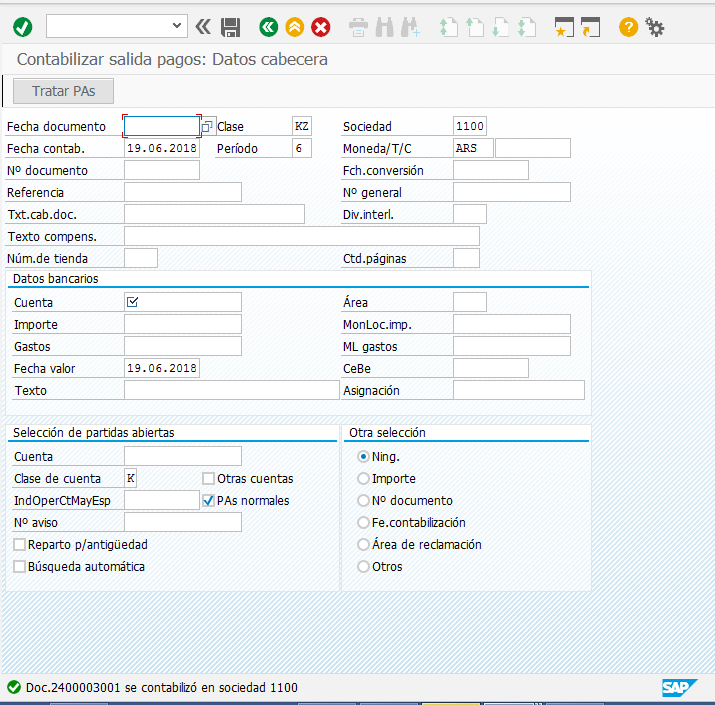 Contabilizar salida pagos: Datos cabecera
Tratar PAs
Fecha documento Clase KZ Sociedad 1100
Fecha contab. 19.06.2018 Período 6 Moneda/T/C ARS
Nº documento Fch.conversión
Referencia Nº general
Txt.cab.doc. Div.interl.
Texto compens.
Núm.de tienda Ctd.páginas
Datos bancarios
Cuenta Área
Importe MonLoc.imp.
Gastos ML gastos
Fecha valor 19.06.2018 CeBe
Texto Asignación
Selección de partidas abiertas Otra selección
Cuenta Ning.
Clase de cuenta K Otras cuentas Importe
IndOperCtMayEsp PAs normales Nº documento
Nº aviso Fe.contabilización
Reparto p/antigüedad Área de reclamación
Búsqueda automática Otros
Doc.2400003001 se contabilizó en sociedad 1100 SAP